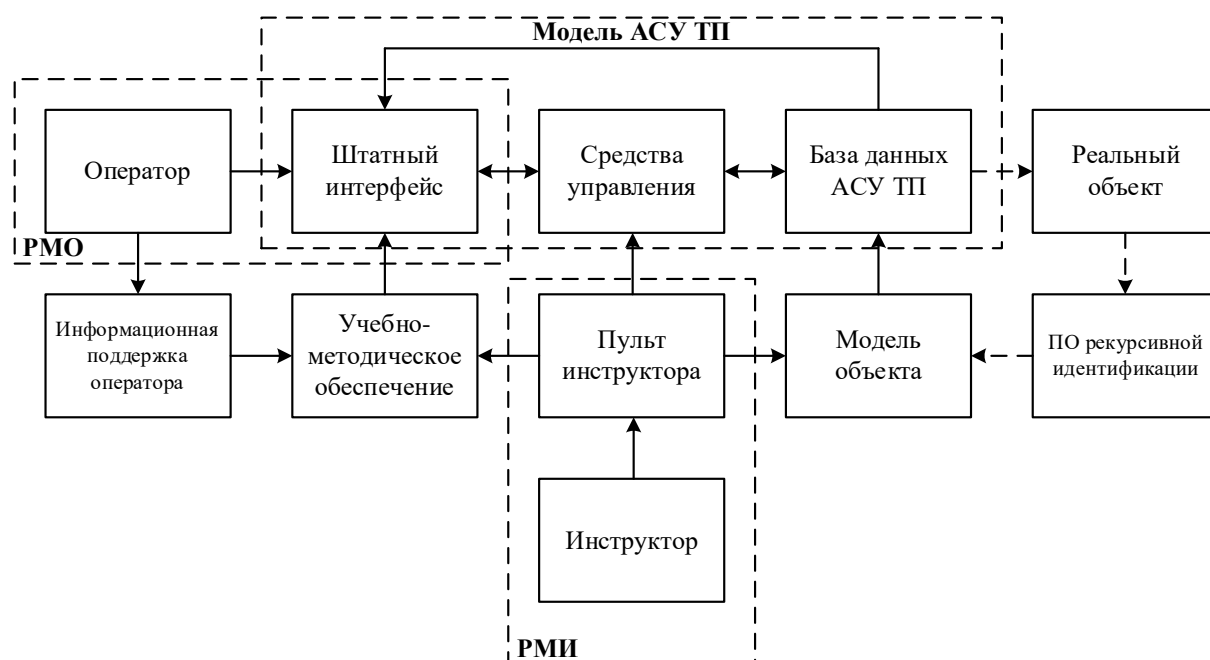 Модель АСУ ТП
Оператор
Штатный
интерфейс
Средства
управления
База данных
АСУ ТП
Реальный
объект
РМО
Информационная
поддержка
оператора
Учебно-
методическое
обеспечение
Пульт
инструктора
Модель
объекта
ПО рекурсивной
идентификации
Инструктор
РМИ